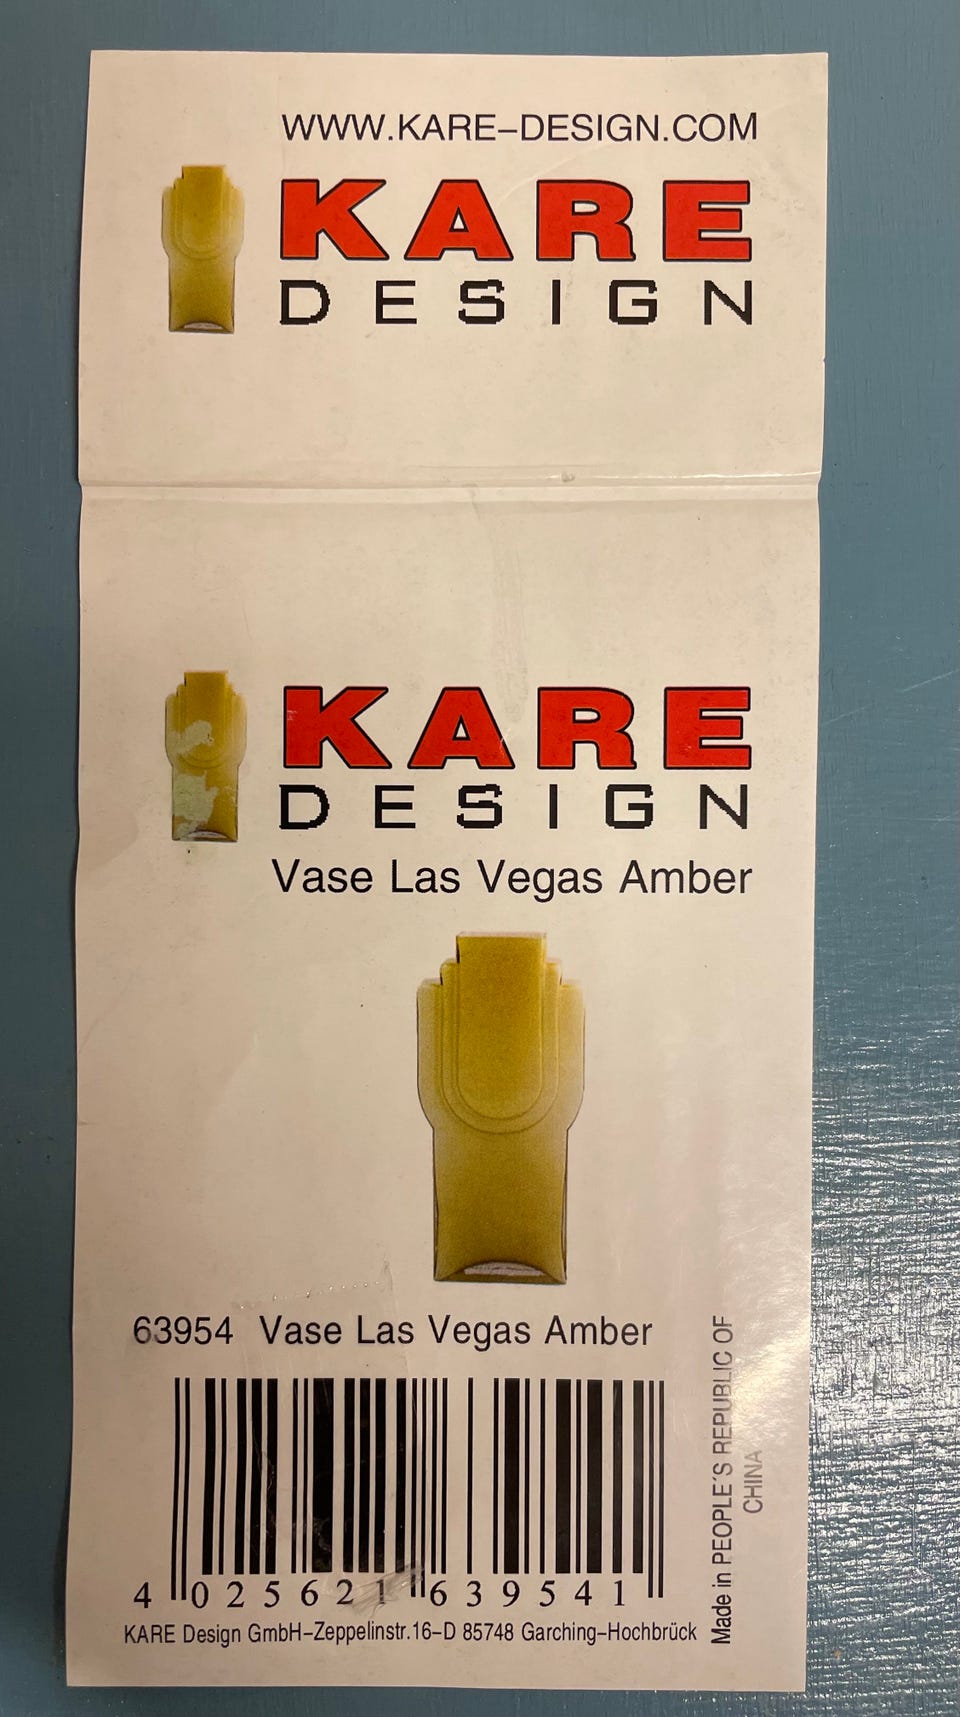 WWW.KARE-DESIGN.COM
KARE
DESIGN
KARE
DESIGN
Vase Las Vegas Amber
63954 Vase Las Vegas Amber
4 025621 639541
KARE Design GmbH-Zeppelinstr.16-D 85748 Garching-Hochbrück
Made in PEOPLE'S REPUBLIC OF
CHINA